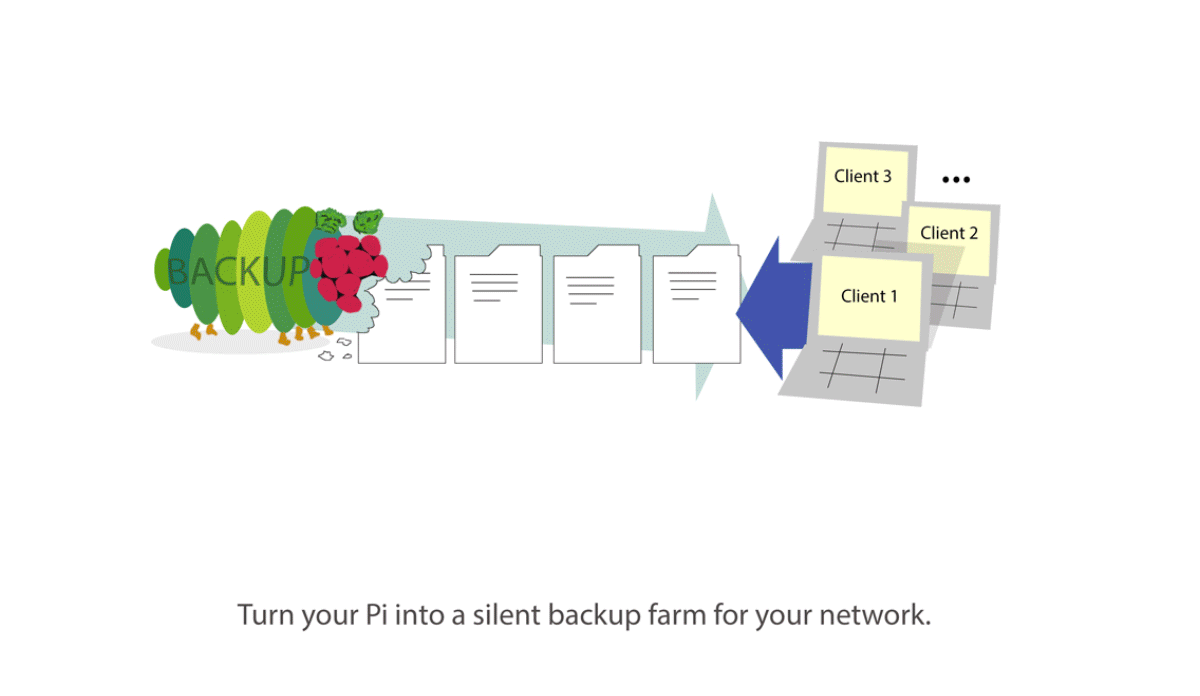 BACKUP
Client 3
...
Client 2
Client 1
Turn your Pi into a silent backup farm for your network.